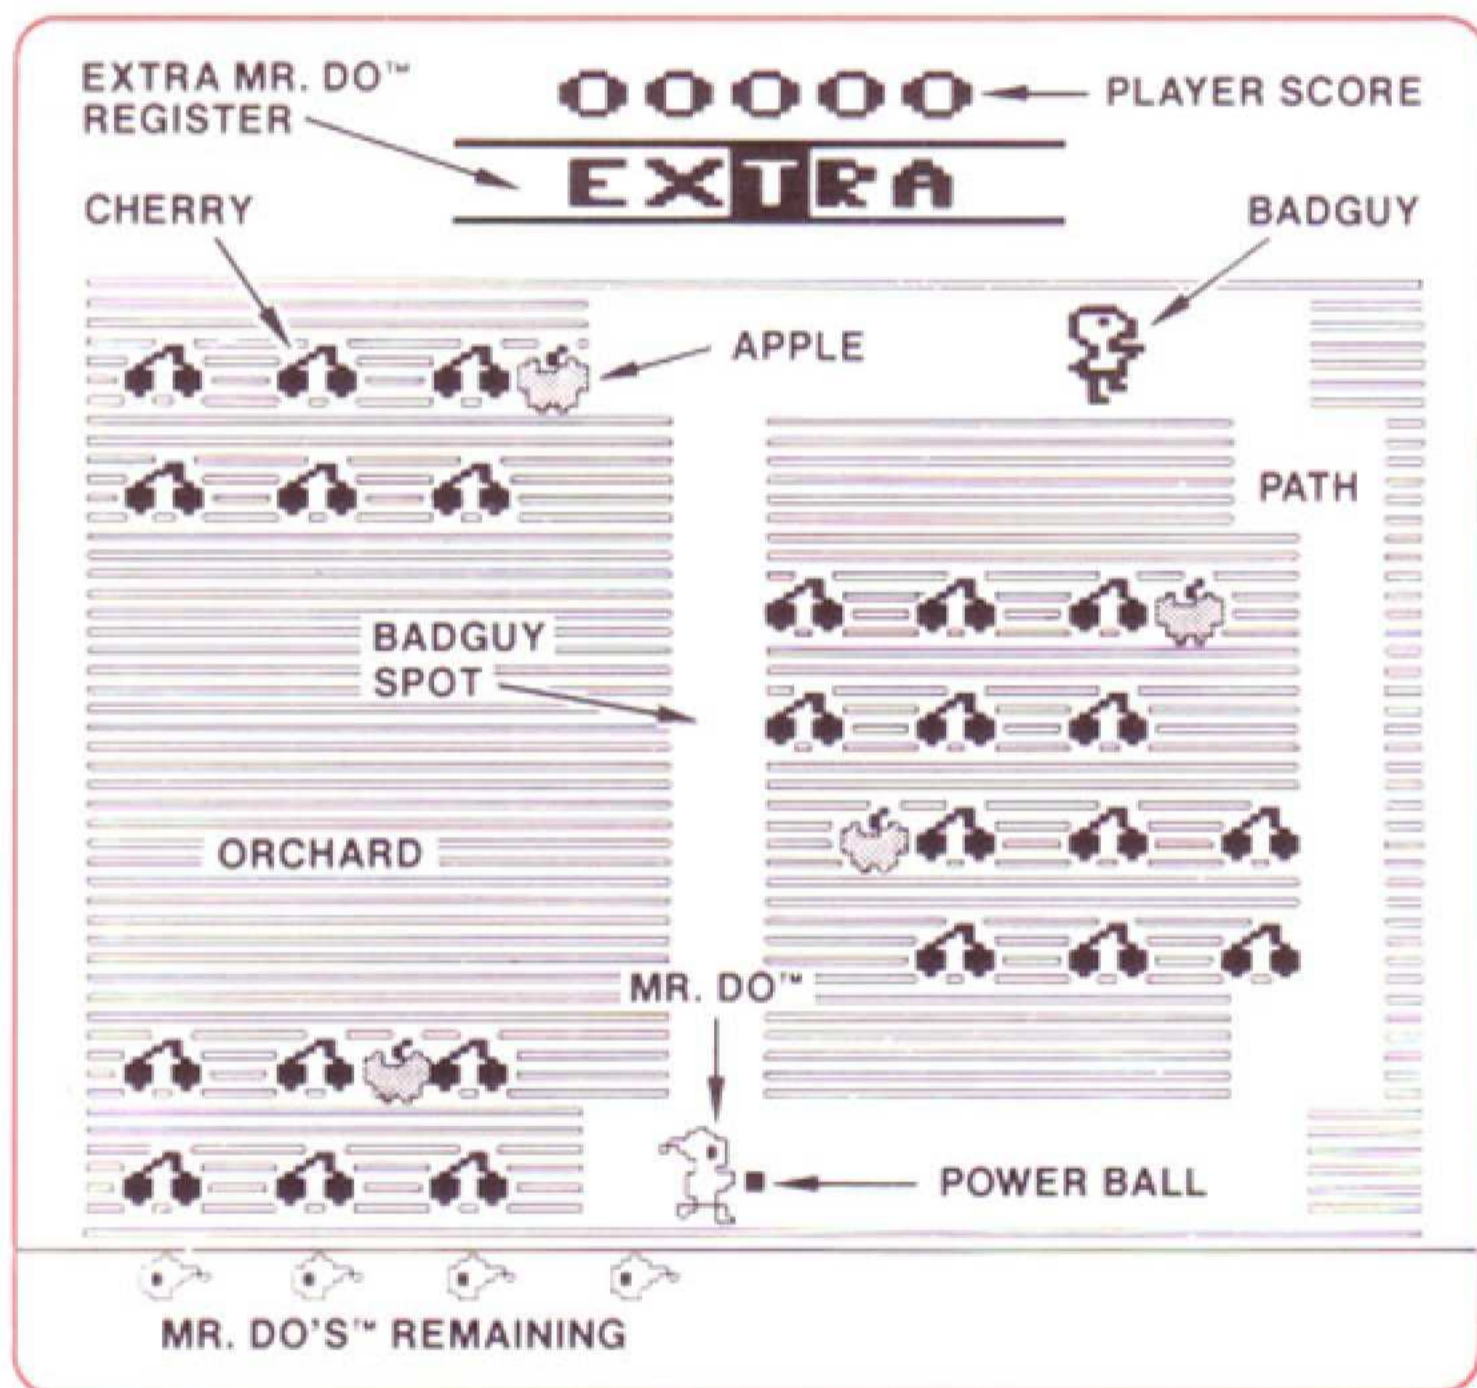 EXTRA MR. DO™
REGISTER
00000
PLAYER SCORE
EXTRA
CHERRY
BADGUY
APPLE
PATH
BADGUY
SPOT
ORCHARD
MR. DO™
POWER BALL
MR. DO'S™ REMAINING